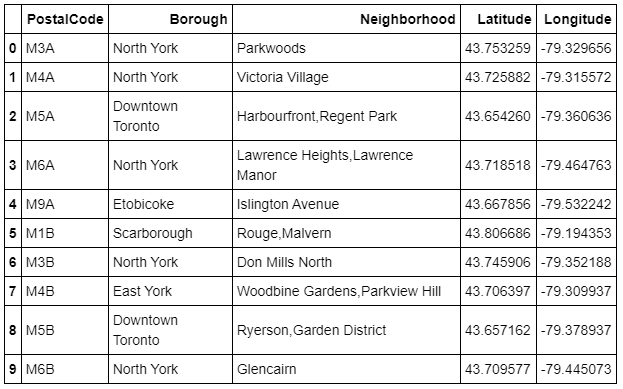 PostalCode Borough Neighborhood Latitude Longitude
0 M3A North York Parkwoods 43.753259 -79.329656
1 M4A North York Victoria Village 43.725882 -79.315572
2 M5A Downtown Toronto Harbourfront,Regent Park 43.654260 -79.360636
3 M6A North York Lawrence Heights,Lawrence Manor 43.718518 -79.464763
4 M9A Etobicoke Islington Avenue 43.667856 -79.532242
5 M1B Scarborough Rouge,Malvern 43.806686 -79.194353
6 M3B North York Don Mills North 43.745906 -79.352188
7 M4B East York Woodbine Gardens,Parkview Hill 43.706397 -79.309937
8 M5B Downtown Toronto Ryerson,Garden District 43.657162 -79.378937
9 M6B North York Glencairn 43.709577 -79.445073